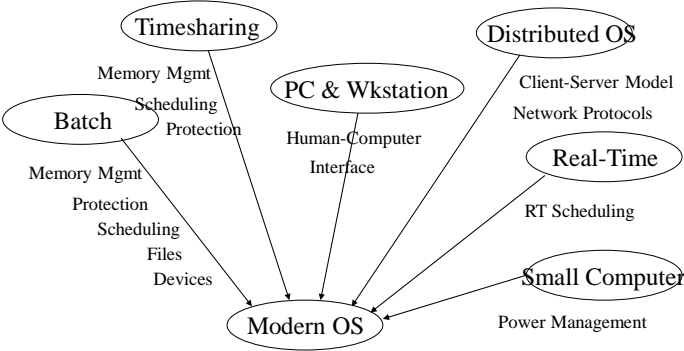 Timesharing
Distributed OS
Memory Mgmt
Client-Server Model
PC & Wkstation
Scheduling
Network Protocols
Batch
Protection
Human-Computer
Real-Time
Interface
Memory Mgmt
Protection
RT Scheduling
Scheduling
Files
Devices
Small Computer
Modern OS
Power Management